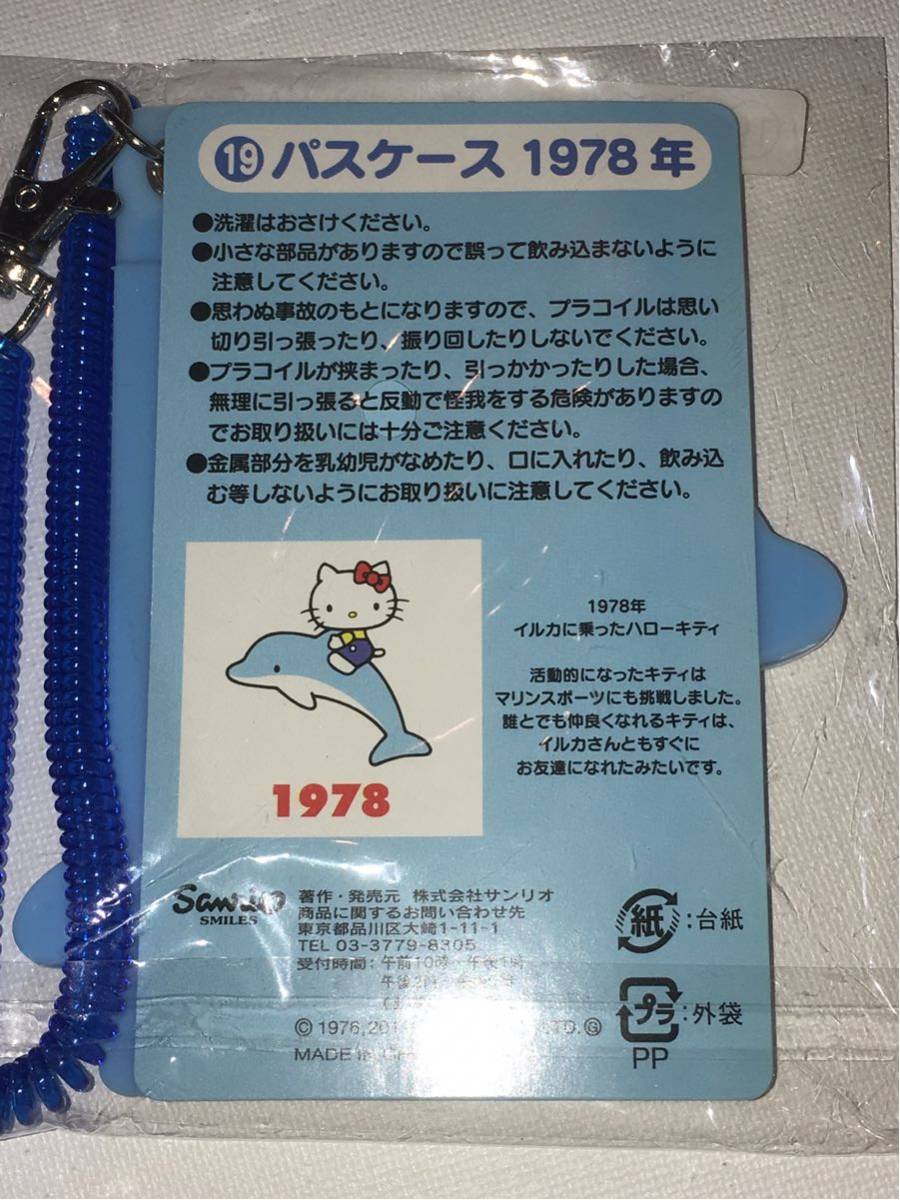 ⑲ パスケース 1978 年
●洗濯はおさけください。
●小さな部品がありますので誤って飲み込まないように
注意してください。
●思わぬ事故のもとになりますので、プラコイルは思い
切り引っ張ったり、振り回したりしないでください。
●プラコイルが挟まったり、引っかかったりした場合、
無理に引っ張ると反動で怪我をする危険がありますの
でお取り扱いには十分ご注意ください。
●金属部分を乳幼児がなめたり、口に入れたり、飲み込
む等しないようにお取り扱いに注意してください。
1978年
イルカに乗ったハローキティ
活動的になったキティは
マリンスポーツにも挑戦しました。
誰とでも仲良くなれるキティは、
イルカさんともすぐに
お友達になれたみたいです。
1978
Sanrio
SMILES
著作・発売元 株式会社サンリオ
商品に関するお問い合わせ先
東京都品川区大崎1-11-1
TEL 03-3779-8305
受付時間：午前10時
© 1976,201 TD.Ⓖ
MADE IN
紙:台紙
プラ:外袋
PP